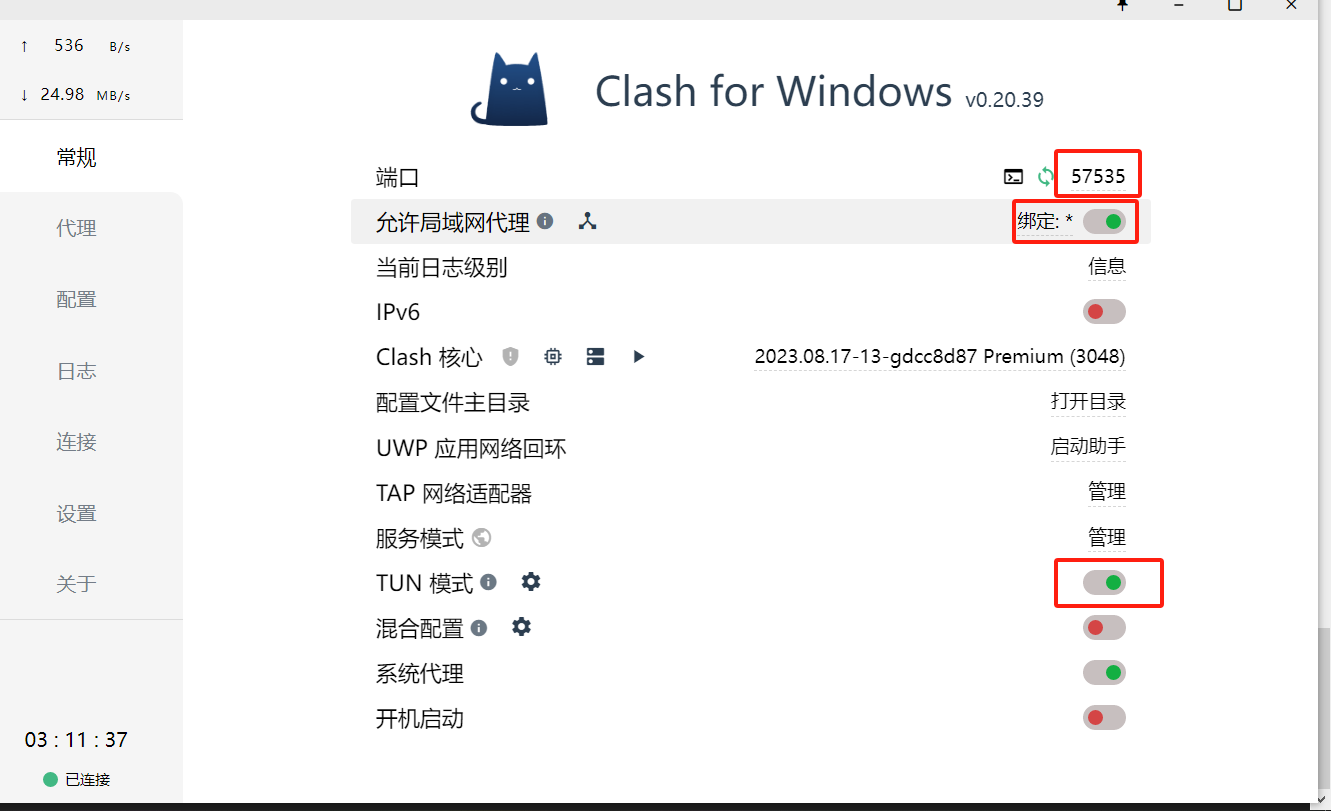 ↑ 536 B/s
↓ 24.98 MB/s
常规
代理
配置
日志
连接
设置
关于
03 : 11 : 37
已连接
Clash for Windows v0.20.39
端口 57535
允许局域网代理 绑定: *
当前日志级别 信息
IPv6
Clash 核心 2023.08.17-13-gdcc8d87 Premium (3048)
配置文件主目录 打开目录
UWP 应用网络回环 启动助手
TAP 网络适配器 管理
服务模式 管理
TUN 模式
混合配置
系统代理
开机启动